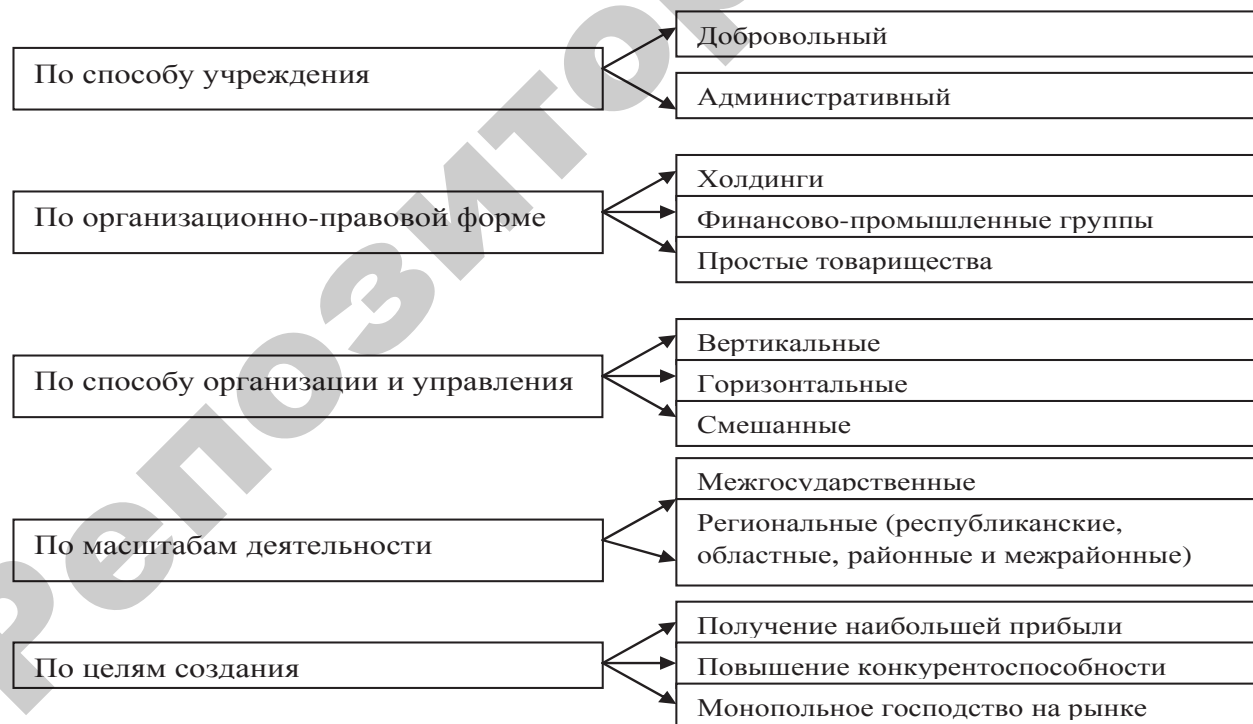 По способу учреждения
Добровольный
Административный
По организационно-правовой форме
Холдинги
Финансово-промышленные группы
Простые товарищества
По способу организации и управления
Вертикальные
Горизонтальные
Смешанные
По масштабам деятельности
Межгосударственные
Региональные (республиканские,
областные, районные и межрайонные)
По целям создания
Получение наибольшей прибыли
Повышение конкурентоспособности
Монопольное господство на рынке
Репозитор